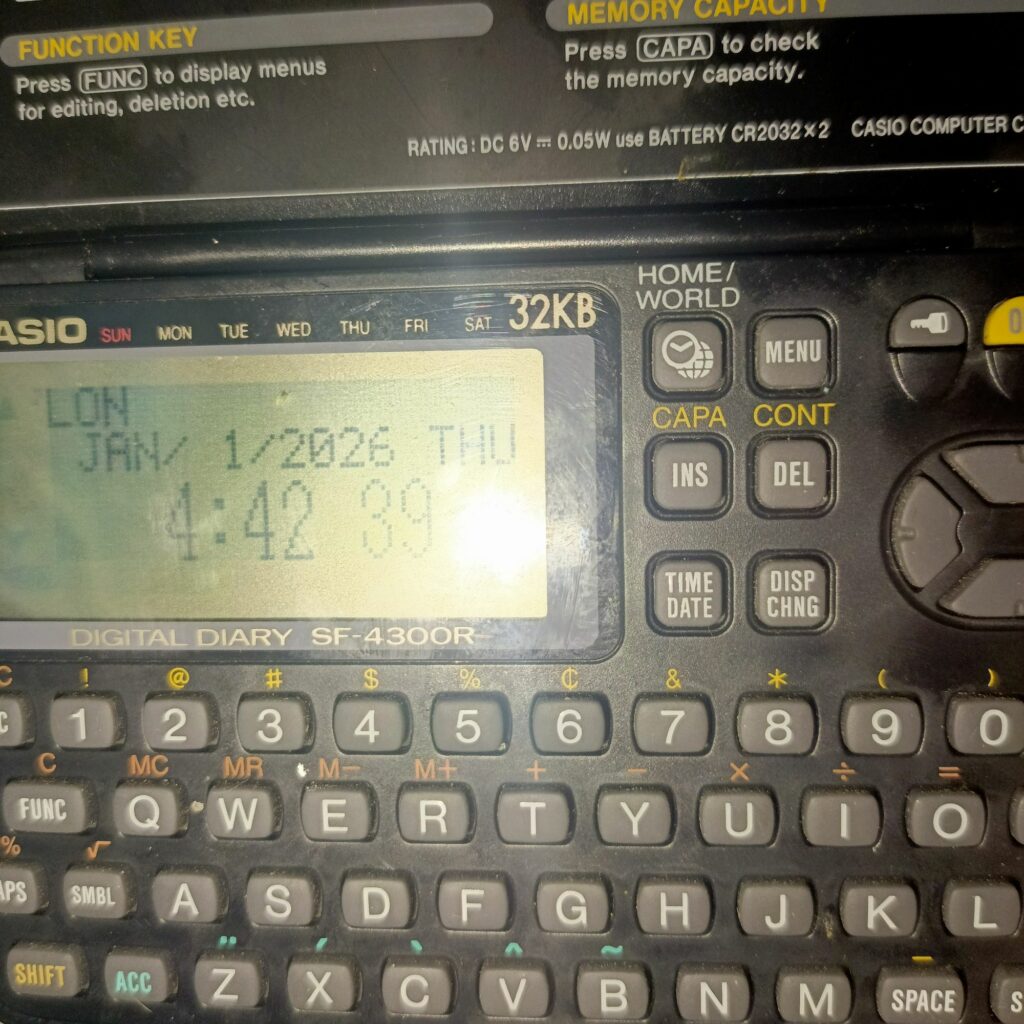 FUNCTION KEY
Press FUNC to display menus
for editing, deletion etc.
MEMORY CAPACITY
Press CAPA to check
the memory capacity.
RATING: DC 6V 0.05W use BATTERY CR2032×2 CASIO COMPUTER C
HOME/
WORLD
ASIO SUN MON TUE WED THU FRI SAT 32KB
MENU
LON
JAN/ 1/2026 THU
4:42 39
CAPA CONT
INS DEL
TIME
DATE
DISP
CHNG
DIGITAL DIARY SF-4300R
C ! @ # $ % ¢ & * ( )
C 1 2 3 4 5 6 7 8 9 0
C MC MR M− M+ + − × ÷ =
FUNC Q W E R T Y U I O
% √
APS SMBL A S D F G H J K L
¨ ´ ` ^ ~ -
SHIFT ACC Z X C V B N M SPACE S